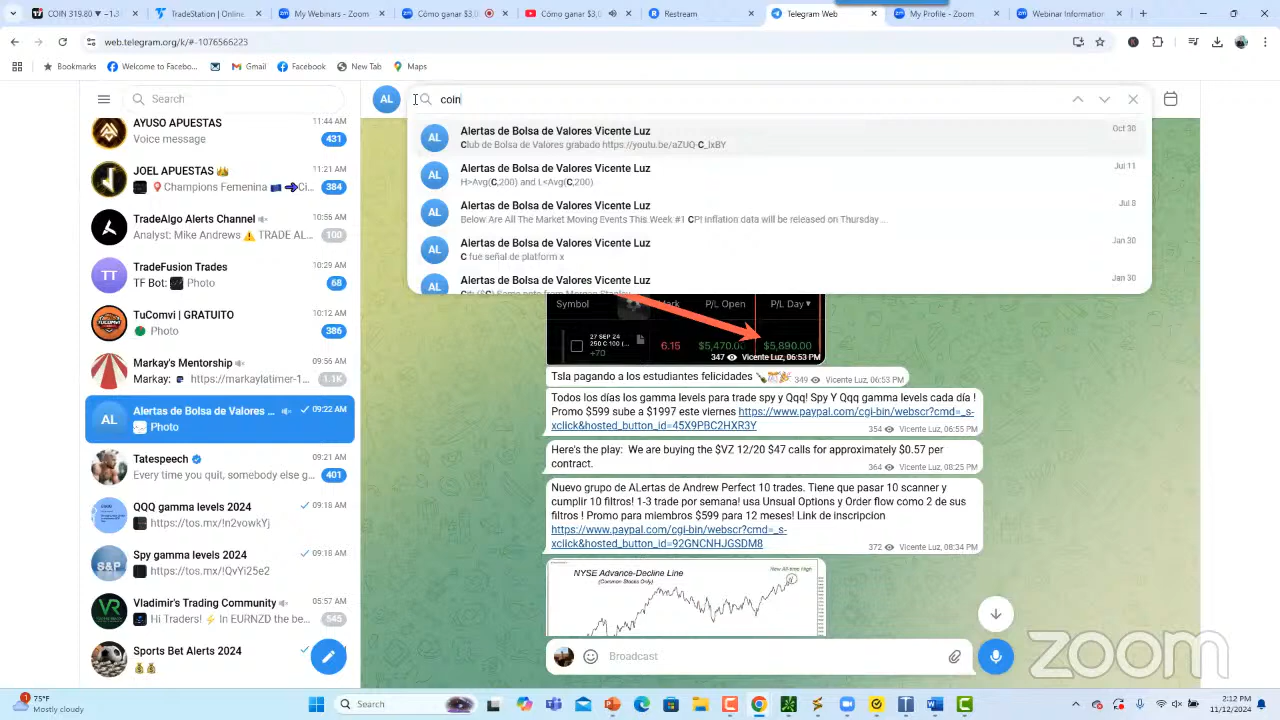 COIN 319.80
web.telegram.org/k/#-1076566223
Bookmarks
Welcome to Facebo...
Gmail
Facebook
New Tab
Maps
Search
AL
coin
AYUSO APUESTAS 11:44 AM
Voice message 431
JOEL APUESTAS 👑 11:21 AM
📍Champions Femenina Ci... 384
TradeAlgo Alerts Channel 10:56 AM
Analyst: Mike Andrews ⚠️ TRADE AL... 100
TT
TradeFusion Trades 10:29 AM
TF Bot: Photo 68
TuComvi | GRATUITO 10:12 AM
Photo 386
Markay's Mentorship 09:56 AM
Markay: https://markaylatimer-1... 1.1K
AL
Alertas de Bolsa de Valores ... 09:22 AM
Photo
Tatespeech 09:21 AM
Every time you quit, somebody else g... 401
QQQ gamma levels 2024 09:16 AM
https://tos.mx/!n2vowkYj
Spy gamma levels 2024 09:16 AM
https://tos.mx/!QvYi25e2
Vladimir's Trading Community 05:57 AM
Hi Traders! ⚡ In EURNZD the be... 545
Sports Bet Alerts 2024
💰💰
AL
Alertas de Bolsa de Valores Vicente Luz Oct 30
Club de Bolsa de Valores grabado https://youtu.be/aZUQ-C_IxBY
AL
Alertas de Bolsa de Valores Vicente Luz Jul 11
H>Avg(C,200) and L<Avg(C,200)
AL
Alertas de Bolsa de Valores Vicente Luz Jul 8
Below Are All The Market Moving Events This Week #1 CPI inflation data will be released on Thursday...
AL
Alertas de Bolsa de Valores Vicente Luz Jan 30
C fue señal de platform x
AL
Alertas de Bolsa de Valores Vicente Luz Jan 30
Symbol Mark P/L Open P/L Day
27 SEP 24
250 C 100 (...
+70
6.15 $5,470.00 $5,890.00
347 Vicente Luz, 06:53 PM
Tsla pagando a los estudiantes felicidades 🍾🎊🎉 349 Vicente Luz, 06:53 PM
Todos los días los gamma levels para trade spy y Qqq! Spy Y Qqq gamma levels cada día !
Promo $599 sube a $1997 este viernes https://www.paypal.com/cgi-bin/webscr?cmd=_s-
xclick&hosted_button_id=45X9PBC2HXR3Y 354 Vicente Luz, 06:55 PM
Here's the play: We are buying the $VZ 12/20 $47 calls for approximately $0.57 per
contract. 364 Vicente Luz, 08:25 PM
Nuevo grupo de ALertas de Andrew Perfect 10 trades. Tiene que pasar 10 scanner y
cumplir 10 filtros! 1-3 trade por semana! usa Unsual Options y Order flow como 2 de sus
filtros ! Promo para miembros $599 para 12 meses! Link de inscripcion
https://www.paypal.com/cgi-bin/webscr?cmd=_s-
xclick&hosted_button_id=92GNCNHJGSDM8 372 Vicente Luz, 08:34 PM
NYSE Advance-Decline Line
(Common Stocks Only)
New All-time High
Broadcast
zoom
75°F
Mostly cloudy
Search
2:12 PM
11/12/2024